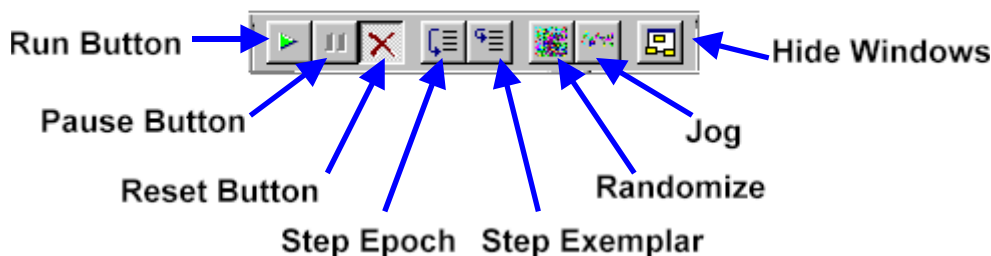 Run Button
Hide Windows
Pause Button
Jog
Reset Button
Randomize
Step Epoch
Step Exemplar